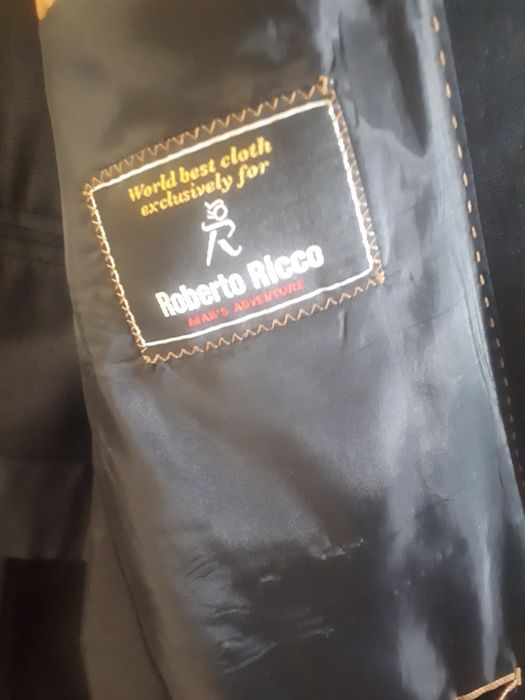 World best cloth
exclusively for
Roberto Ricco
MAN'S ADVENTURE